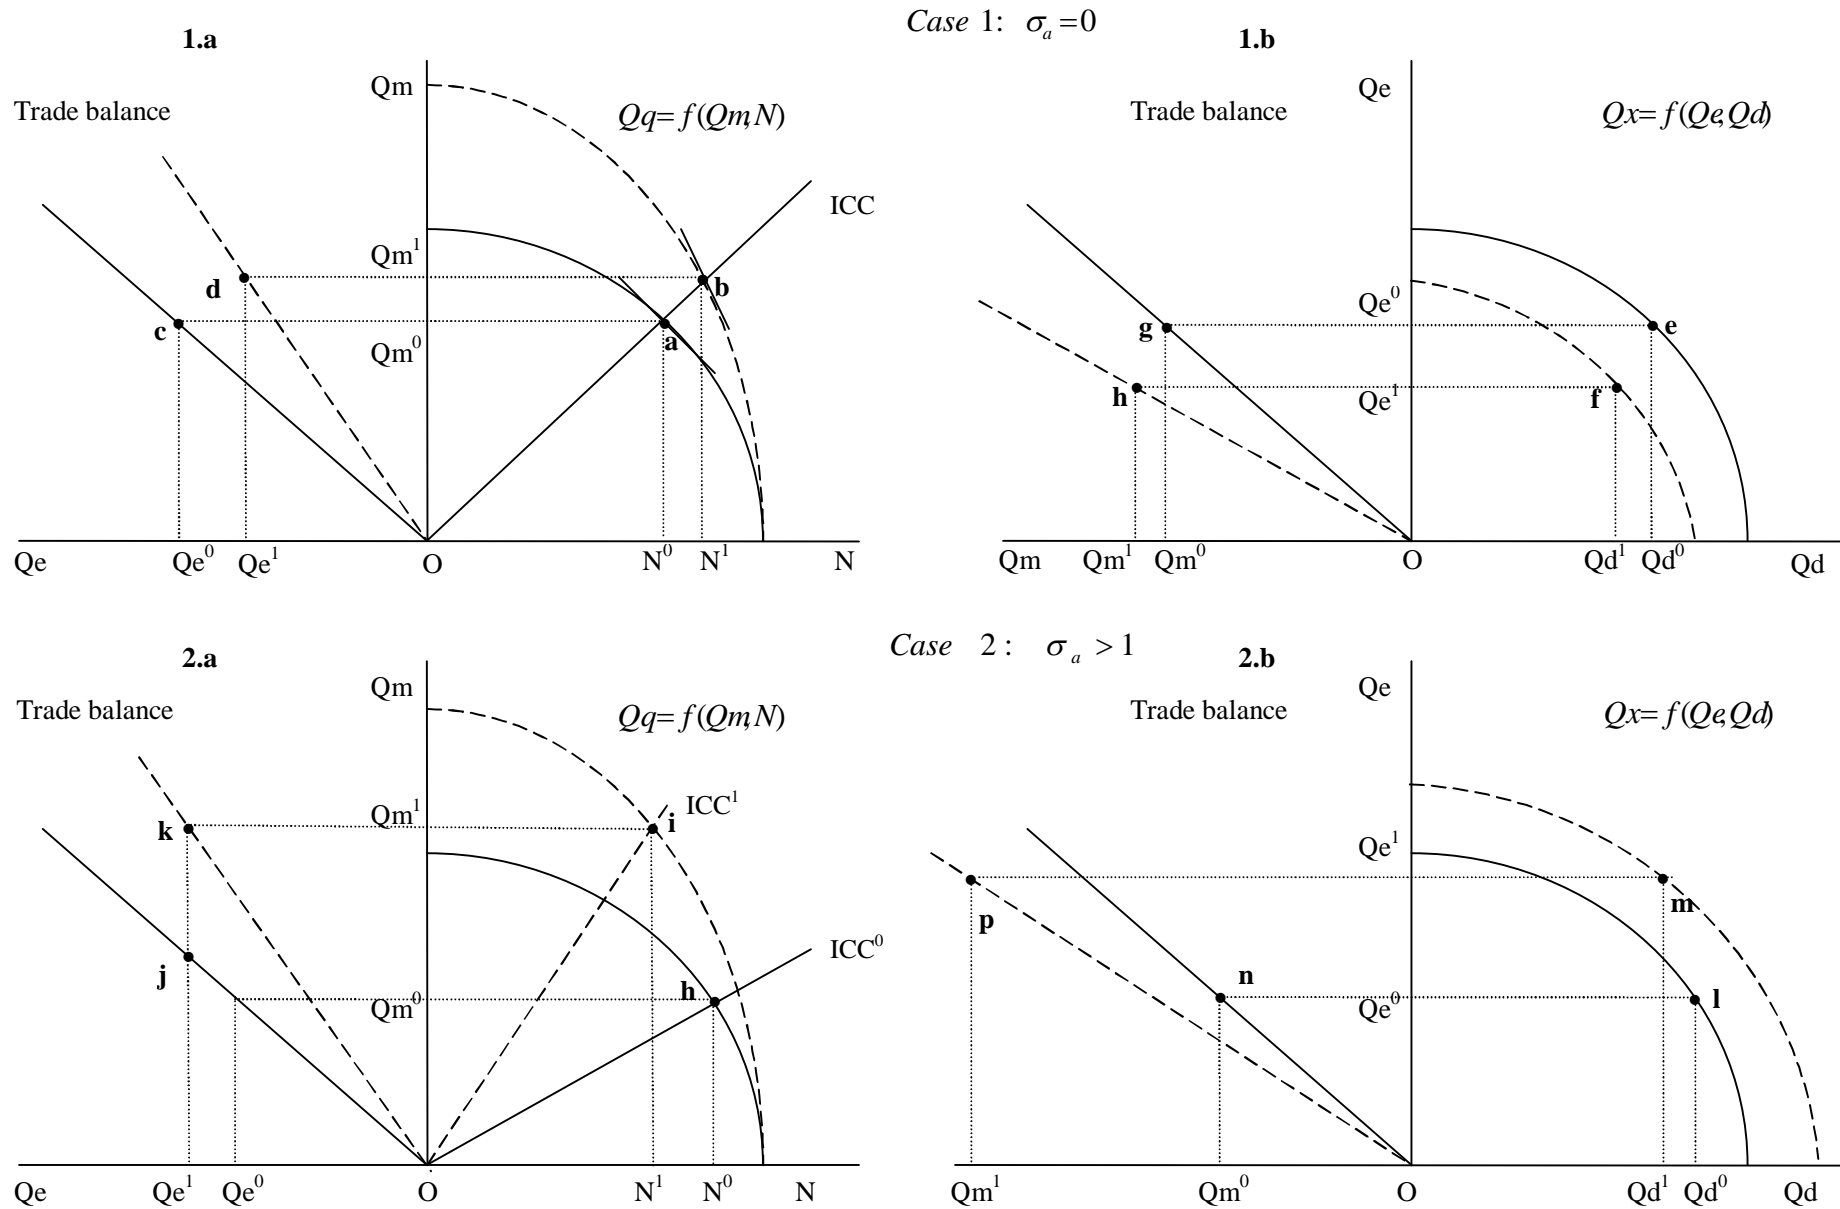 Case 1: σa=0
1.a
1.b
Trade balance
Qm
Qq=f(Qm,N)
ICC
Qm¹
d
b
c
a
Qm⁰
Qe
Qe⁰
Qe¹
O
N⁰
N¹
N
Trade balance
Qe
Qx=f(Qe,Qd)
Qe⁰
g
e
Qe¹
h
f
Qm
Qm¹
Qm⁰
O
Qd¹
Qd⁰
Qd
Case 2: σa >1
2.a
2.b
Trade balance
Qm
Qq=f(Qm,N)
ICC¹
Qm¹
k
i
ICC⁰
j
h
Qm⁰
Qe
Qe¹
Qe⁰
O
N¹
N⁰
N
Trade balance
Qe
Qx=f(Qe,Qd)
Qe¹
m
p
n
l
Qe⁰
Qm¹
Qm⁰
O
Qd¹
Qd⁰
Qd